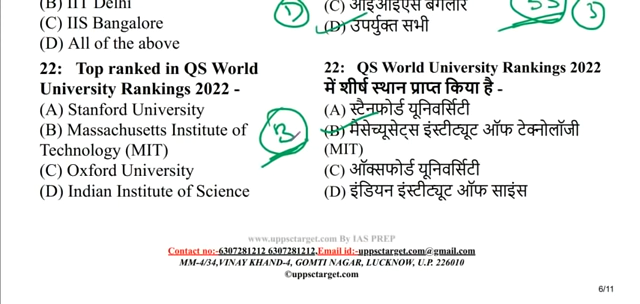 (B) IIT Delhi
(C) IIS Bangalore
(D) All of the above
22: Top ranked in QS World
University Rankings 2022 -
(A) Stanford University
(B) Massachusetts Institute of
Technology (MIT)
(C) Oxford University
(D) Indian Institute of Science
(C) आईआईएस बैंगलोर
(D) उपर्युक्त सभी
22: QS World University Rankings 2022
में शीर्ष स्थान प्राप्त किया है -
(A) स्टैनफोर्ड यूनिवर्सिटी
(B) मैसेच्यूसेट्स इंस्टीट्यूट ऑफ टेक्नोलॉजी
(MIT)
(C) ऑक्सफोर्ड यूनिवर्सिटी
(D) इंडियन इंस्टीट्यूट ऑफ साइंस
D
B
3
www.uppsctarget.com By IAS PREP
Contact no:-6307281212 6307281212,Email id:-uppsctarget.com@gmail.com
MM-4/34,VINAY KHAND-4, GOMTI NAGAR, LUCKNOW, U.P. 226010
©uppsctarget.com
6/11